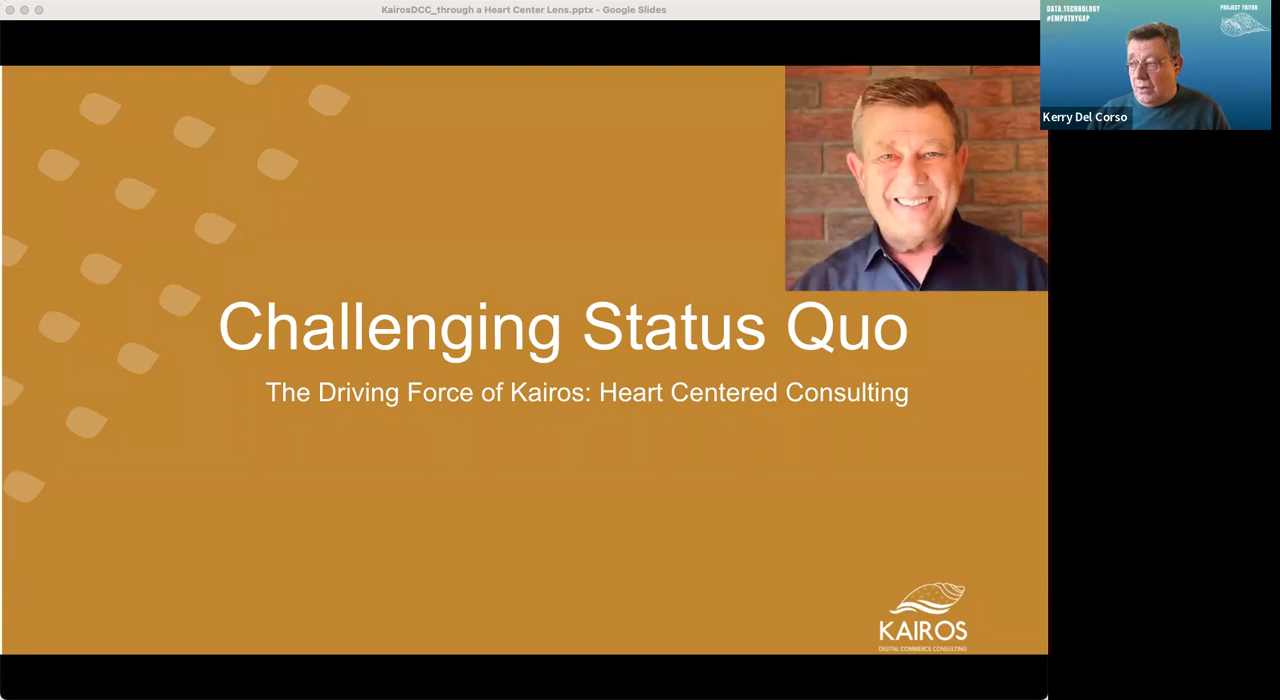 KairosDCC_through a Heart Center Lens.pptx - Google Slides
DATA.TECHNOLOGY
#EMPATHYGAP
PROJECT TRITON
Kerry Del Corso
Challenging Status Quo
The Driving Force of Kairos: Heart Centered Consulting
KAIROS
DIGITAL COMMERCE CONSULTING